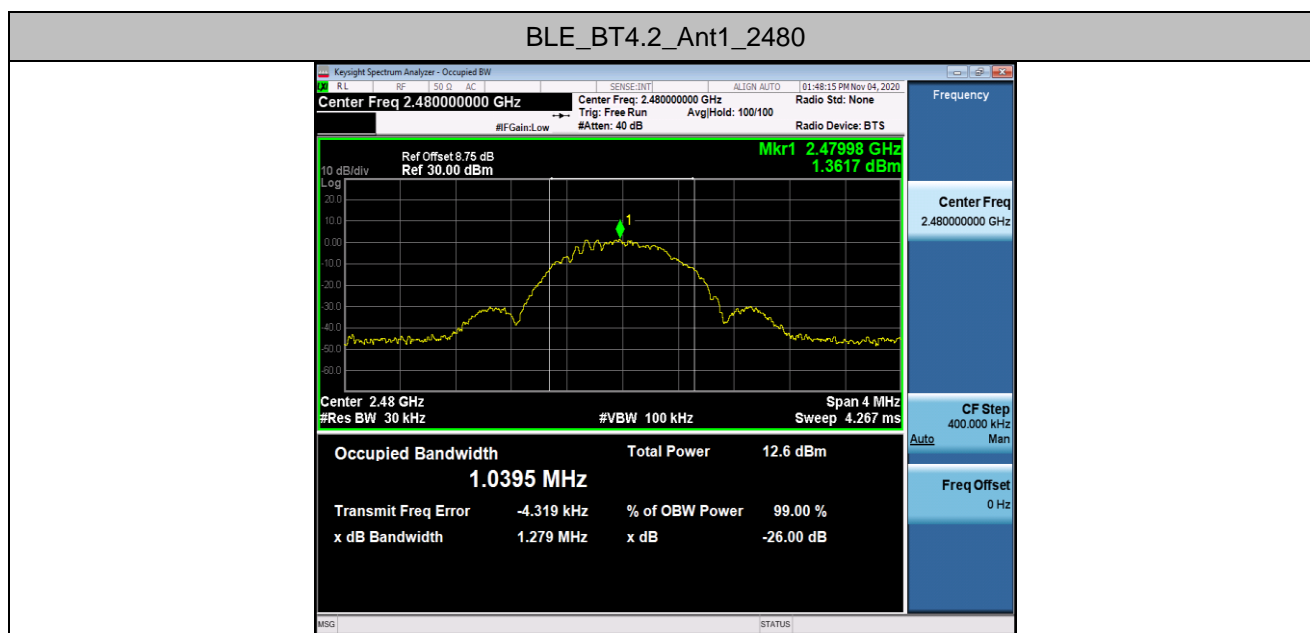 BLE_BT4.2_Ant1_2480
Keysight Spectrum Analyzer - Occupied BW
RL RF 50 Ω AC SENSE:INT ALIGN AUTO 01:48:15 PM Nov 04, 2020
Center Freq 2.480000000 GHz Center Freq: 2.480000000 GHz Radio Std: None
Trig: Free Run Avg|Hold: 100/100
#IFGain:Low #Atten: 40 dB Radio Device: BTS
Frequency
Mkr1 2.47998 GHz
1.3617 dBm
Ref Offset 8.75 dB
10 dB/div Ref 30.00 dBm
Log
20.0
10.0
0.00
-10.0
-20.0
-30.0
-40.0
-50.0
-60.0
1
Center 2.48 GHz Span 4 MHz
#Res BW 30 kHz #VBW 100 kHz Sweep 4.267 ms
Occupied Bandwidth Total Power 12.6 dBm
1.0395 MHz
Transmit Freq Error -4.319 kHz % of OBW Power 99.00 %
x dB Bandwidth 1.279 MHz x dB -26.00 dB
Center Freq
2.480000000 GHz
CF Step
400.000 kHz
Auto Man
Freq Offset
0 Hz
MSG STATUS